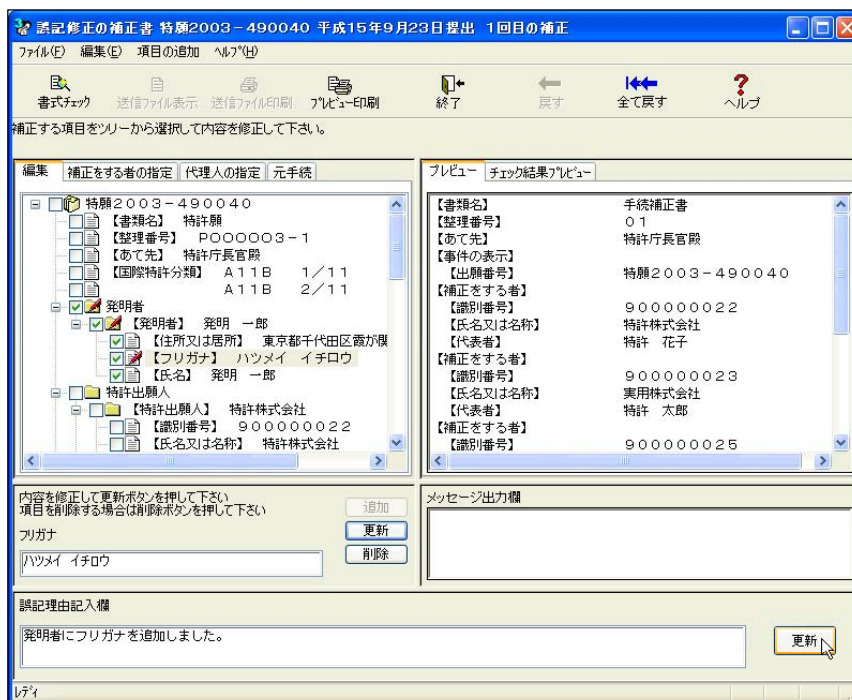 誤記修正の補正書 特願2003－490040 平成15年9月23日提出 1回目の補正
ファイル(F) 編集(E) 項目の追加 ヘルプ(H)
書式チェック 送信ファイル表示 送信ファイル印刷 プレビュー印刷 終了 戻す 全て戻す ヘルプ
補正する項目をツリーから選択して内容を修正して下さい。
編集 補正をする者の指定 代理人の指定 元手続
特願2003－490040
【書類名】 特許願
【整理番号】 P000003－1
【あて先】 特許庁長官殿
【国際特許分類】 A11B 1／11
A11B 2／11
発明者
【発明者】 発明 一郎
【住所又は居所】 東京都千代田区霞が
【フリガナ】 ハツメイ イチロウ
【氏名】 発明 一郎
特許出願人
【特許出願人】 特許株式会社
【識別番号】 900000022
【氏名又は名称】 特許株式会社
プレビュー チェック結果プレビュー
【書類名】 手続補正書
【整理番号】 01
【あて先】 特許庁長官殿
【事件の表示】
【出願番号】 特願2003－490040
【補正をする者】
【識別番号】 900000022
【氏名又は名称】 特許株式会社
【代表者】 特許 花子
【補正をする者】
【識別番号】 900000023
【氏名又は名称】 実用株式会社
【代表者】 特許 太郎
【補正をする者】
【識別番号】 900000025
内容を修正して更新ボタンを押して下さい
項目を削除する場合は削除ボタンを押して下さい
追加
フリガナ
更新
ハツメイ イチロウ
削除
メッセージ出力欄
誤記理由記入欄
発明者にフリガナを追加しました。
更新
レディ